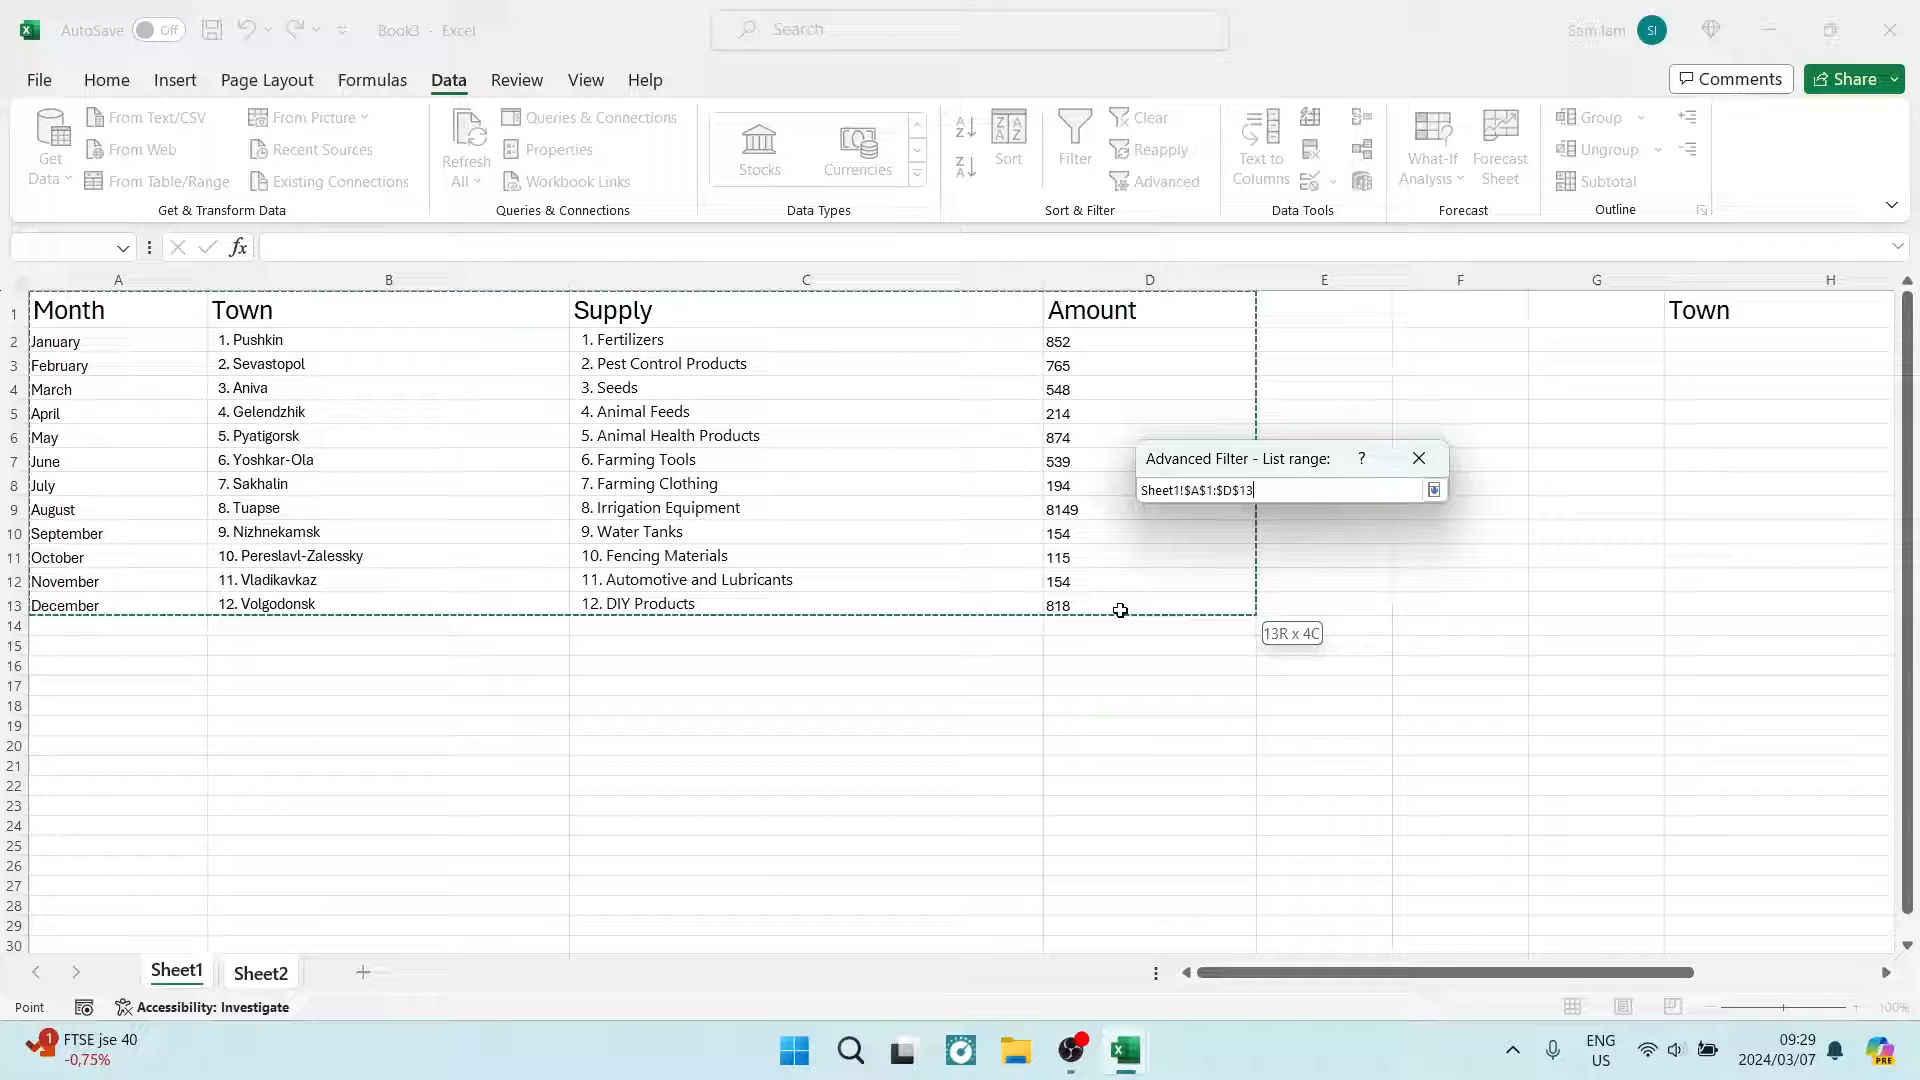 AutoSave Off Book3 - Excel Search Sam Iam SI
File Home Insert Page Layout Formulas Data Review View Help Comments Share
Get Data
From Text/CSV
From Web
From Table/Range
From Picture
Recent Sources
Existing Connections
Get & Transform Data
Refresh All
Queries & Connections
Properties
Workbook Links
Queries & Connections
Stocks Currencies
Data Types
Sort
Filter
Clear
Reapply
Advanced
Sort & Filter
Text to Columns
Data Tools
What-If Analysis
Forecast Sheet
Forecast
Group
Ungroup
Subtotal
Outline
fx
A B C D E F G H
1 Month Town Supply Amount Town
2 January 1. Pushkin 1. Fertilizers 852
3 February 2. Sevastopol 2. Pest Control Products 765
4 March 3. Aniva 3. Seeds 548
5 April 4. Gelendzhik 4. Animal Feeds 214
6 May 5. Pyatigorsk 5. Animal Health Products 874
7 June 6. Yoshkar-Ola 6. Farming Tools 539
8 July 7. Sakhalin 7. Farming Clothing 194
9 August 8. Tuapse 8. Irrigation Equipment 8149
10 September 9. Nizhnekamsk 9. Water Tanks 154
11 October 10. Pereslavl-Zalessky 10. Fencing Materials 115
12 November 11. Vladikavkaz 11. Automotive and Lubricants 154
13 December 12. Volgodonsk 12. DIY Products 818
Advanced Filter - List range: ?
Sheet1!$A$1:$D$13
13R x 4C
14
15
16
17
18
19
20
21
22
23
24
25
26
27
28
29
30
Sheet1 Sheet2
Point Accessibility: Investigate 100%
1 FTSE jse 40
-0,75%
ENG
US
09:29
2024/03/07
PRE